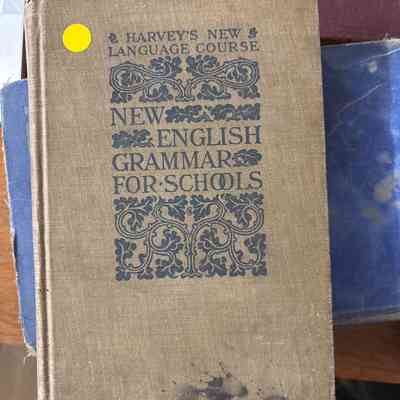 HARVEY'S NEW
LANGUAGE COURSE
NEW
ENGLISH
GRAMMAR
FOR·SCHOOLS